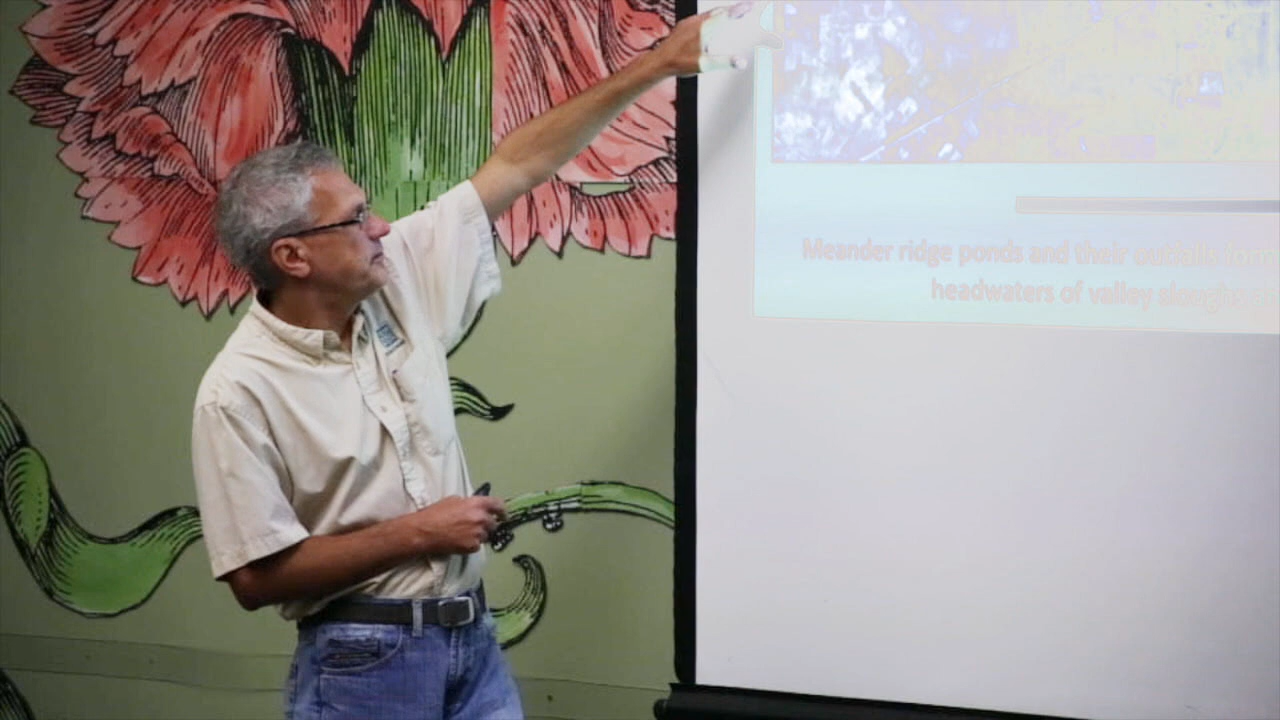 Meander ridge ponds and their outfalls form
headwaters of valley sloughs